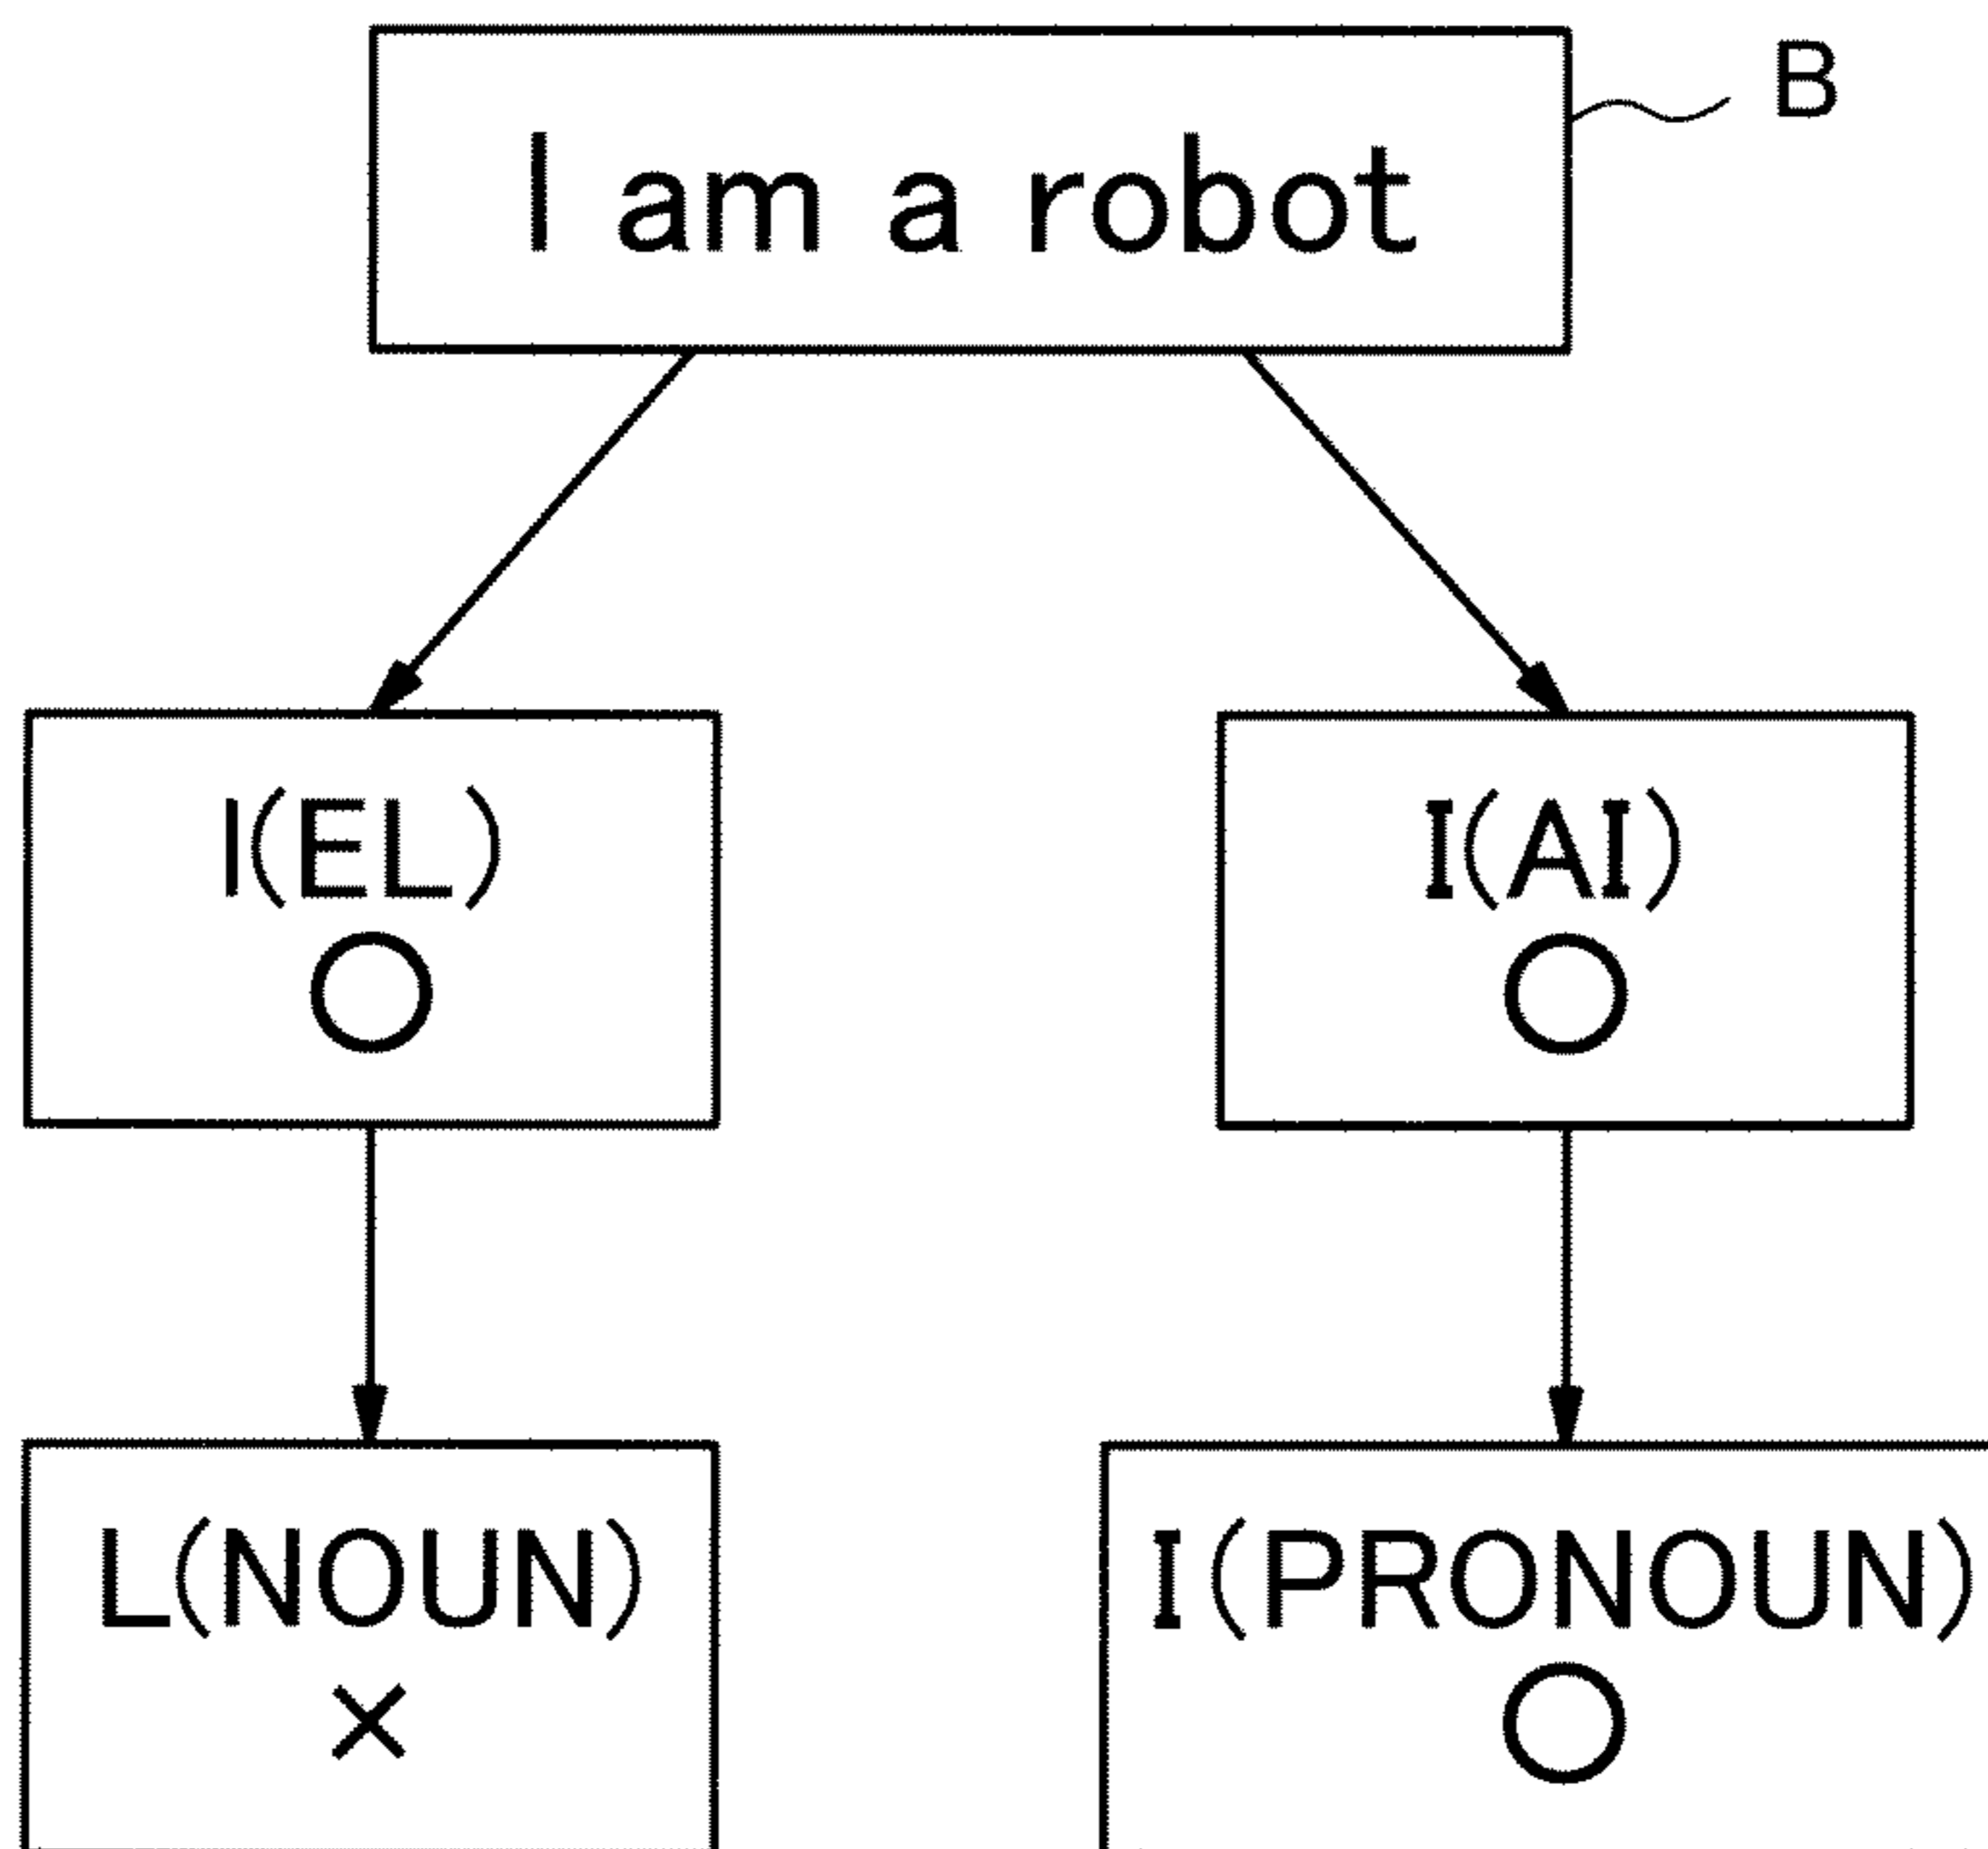 I am a robot
B
l(EL)
○
I(AI)
○
L(NOUN)
×
I(PRONOUN)
○